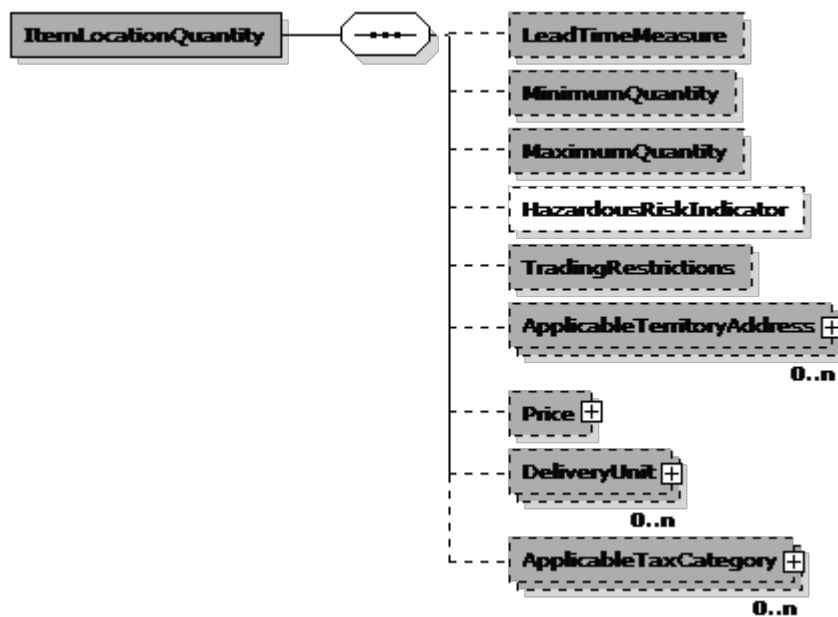 ItemLocationQuantity
LeadTimeMeasure
MinimumQuantity
MaximumQuantity
HazardousRiskIndicator
TradingRestrictions
ApplicableTerritoryAddress
0..n
Price
DeliveryUnit
0..n
ApplicableTaxCategory
0..n